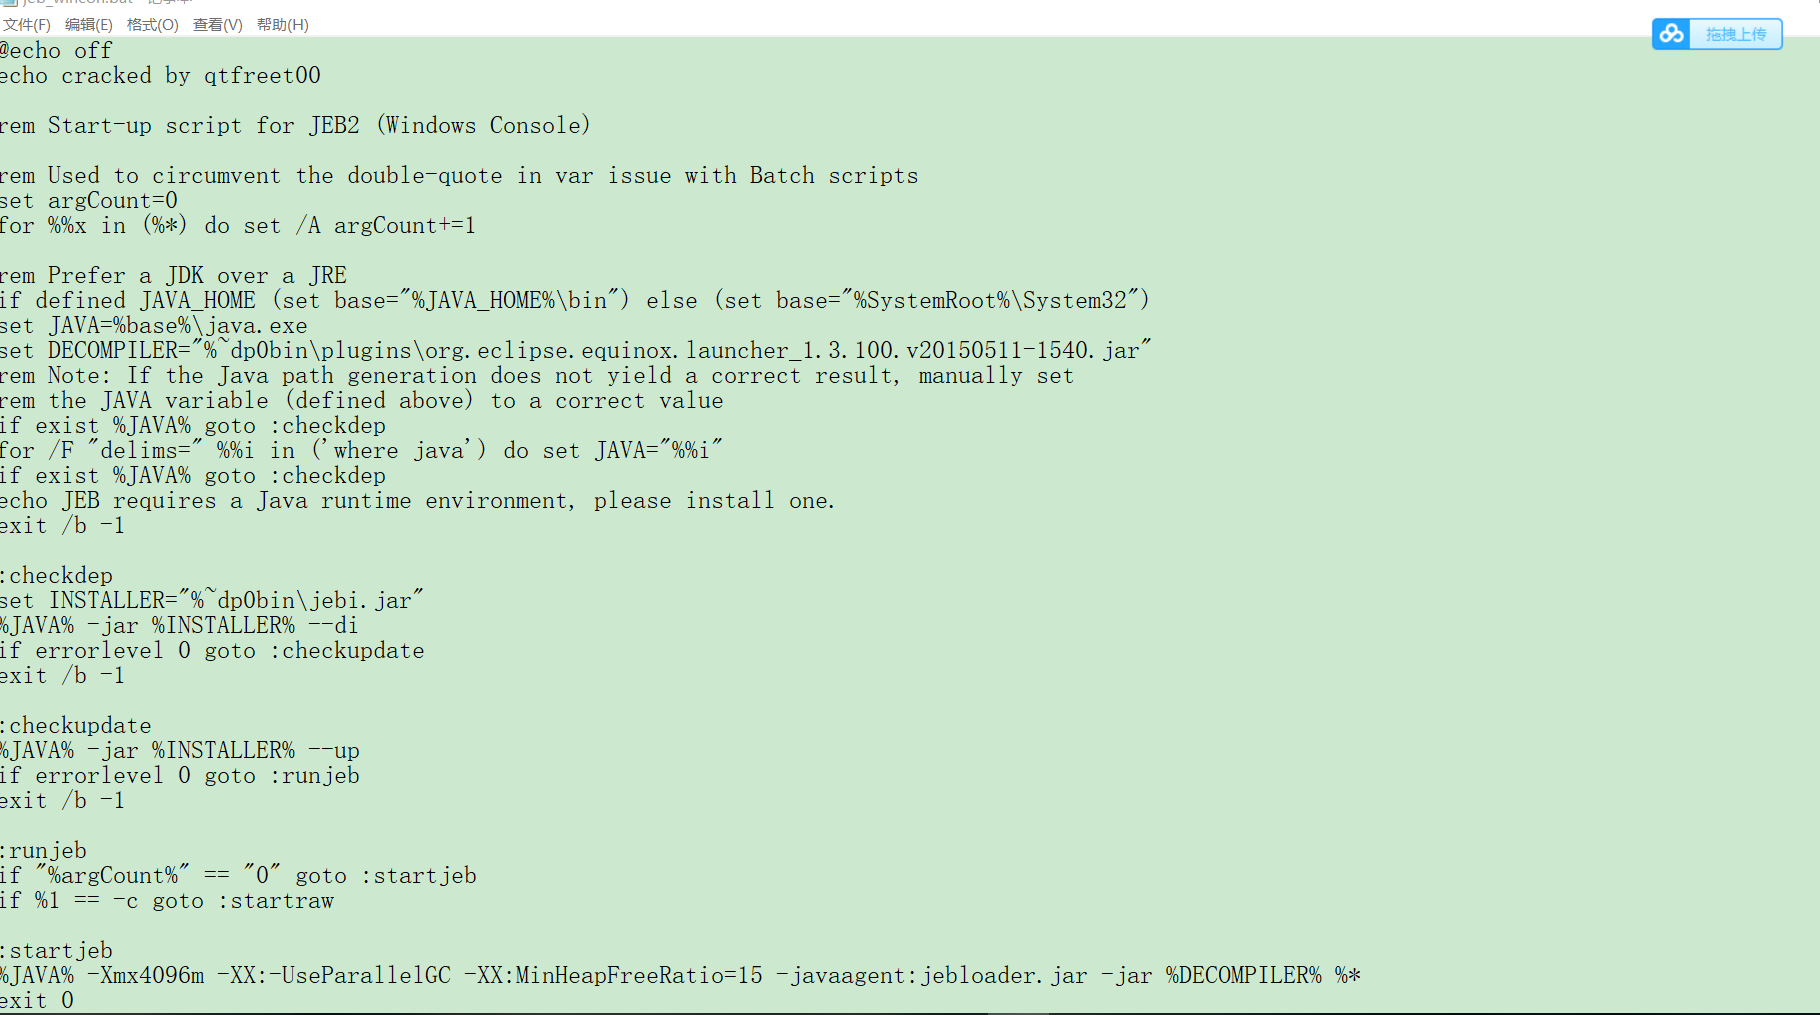 jeb_wincon.bat - 记事本
文件(F) 编辑(E) 格式(O) 查看(V) 帮助(H)
拖拽上传
@echo off
echo cracked by qtfreet00
rem Start-up script for JEB2 (Windows Console)
rem Used to circumvent the double-quote in var issue with Batch scripts
set argCount=0
for %%x in (%*) do set /A argCount+=1
rem Prefer a JDK over a JRE
if defined JAVA_HOME (set base="%JAVA_HOME%\bin") else (set base="%SystemRoot%\System32")
set JAVA=%base%\java.exe
set DECOMPILER="%~dp0bin\plugins\org.eclipse.equinox.launcher_1.3.100.v20150511-1540.jar"
rem Note: If the Java path generation does not yield a correct result, manually set
rem the JAVA variable (defined above) to a correct value
if exist %JAVA% goto :checkdep
for /F "delims=" %%i in ('where java') do set JAVA="%%i"
if exist %JAVA% goto :checkdep
echo JEB requires a Java runtime environment, please install one.
exit /b -1
:checkdep
set INSTALLER="%~dp0bin\jebi.jar"
%JAVA% -jar %INSTALLER% --di
if errorlevel 0 goto :checkupdate
exit /b -1
:checkupdate
%JAVA% -jar %INSTALLER% --up
if errorlevel 0 goto :runjeb
exit /b -1
:runjeb
if "%argCount%" == "0" goto :startjeb
if %1 == -c goto :startraw
:startjeb
%JAVA% -Xmx4096m -XX:-UseParallelGC -XX:MinHeapFreeRatio=15 -javaagent:jebloader.jar -jar %DECOMPILER% %*
exit 0